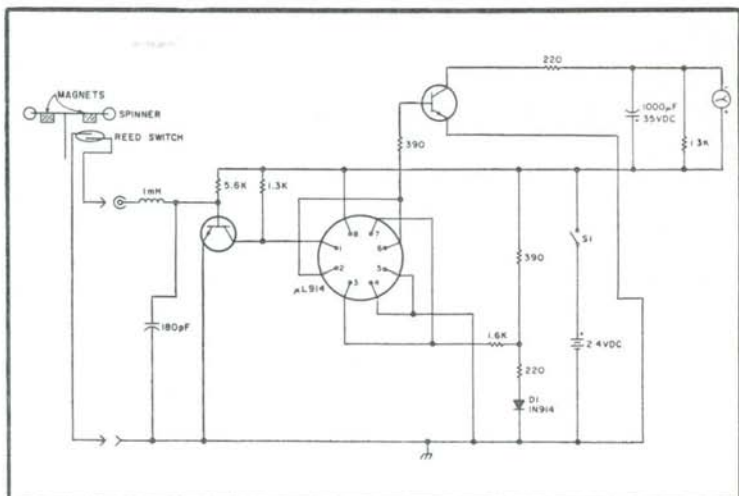 MAGNETS
SPINNER
REED SWITCH
1mH
5.6K
1.3K
390
220
1000µF
35VDC
+
-
+
1.3K
8
7
1
6
2
5
3
4
µL914
180pF
390
S1
1.6K
220
+
2.4VDC
D1
1N914